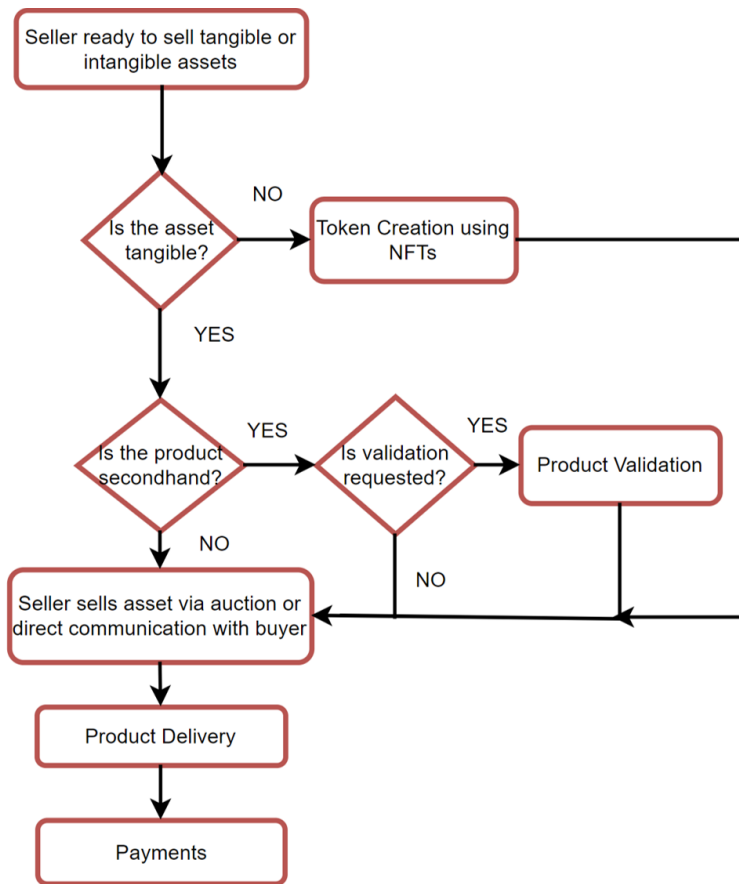 Seller ready to sell tangible or
intangible assets
NO
Is the asset
tangible?
Token Creation using
NFTs
YES
Is the product
secondhand?
YES
Is validation
requested?
YES
Product Validation
NO
NO
Seller sells asset via auction or
direct communication with buyer
Product Delivery
Payments